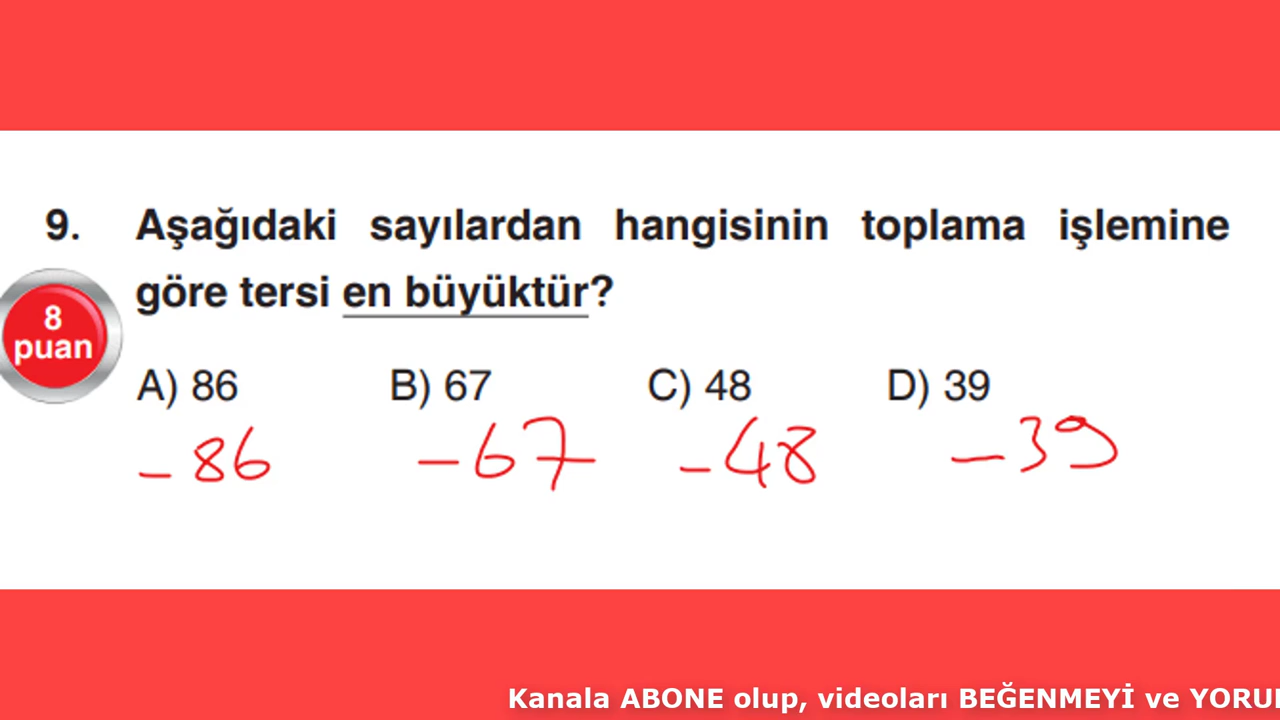 9. Aşağıdaki sayılardan hangisinin toplama işlemine
göre tersi en büyüktür?
8
puan
A) 86 B) 67 C) 48 D) 39
-86 -67 -48 -39
Kanala ABONE olup, videoları BEĞENMEYİ ve